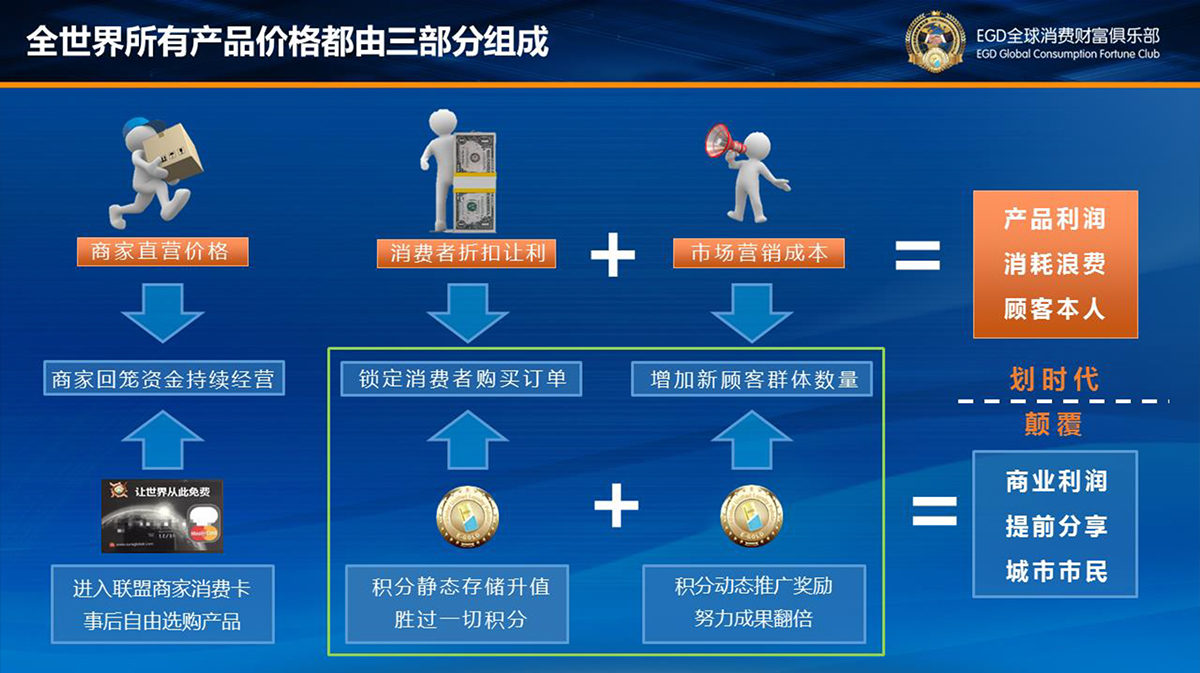 全世界所有产品价格都由三部分组成
EGD全球消费财富俱乐部
EGD Global Consumption Fortune Club
商家直营价格
消费者折扣让利
+
市场营销成本
=
产品利润
消耗浪费
顾客本人
商家回笼资金持续经营
锁定消费者购买订单
增加新顾客群体数量
划时代
颠覆
让世界从此免费
MasterCard
E-GOLD
+
E-GOLD
=
商业利润
提前分享
城市市民
进入联盟商家消费卡
事后自由选购产品
积分静态存储升值
胜过一切积分
积分动态推广奖励
努力成果翻倍